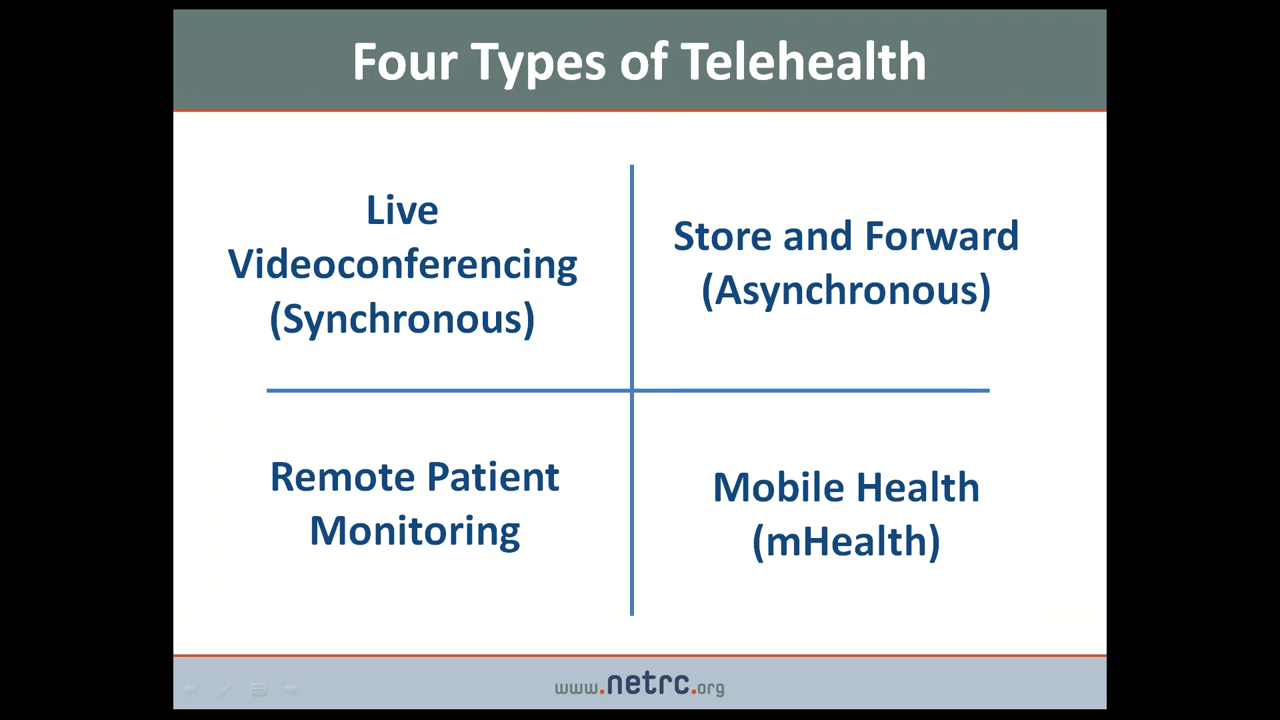 Four Types of Telehealth
Live
Videoconferencing
(Synchronous)
Store and Forward
(Asynchronous)
Remote Patient
Monitoring
Mobile Health
(mHealth)
www.netrc.org